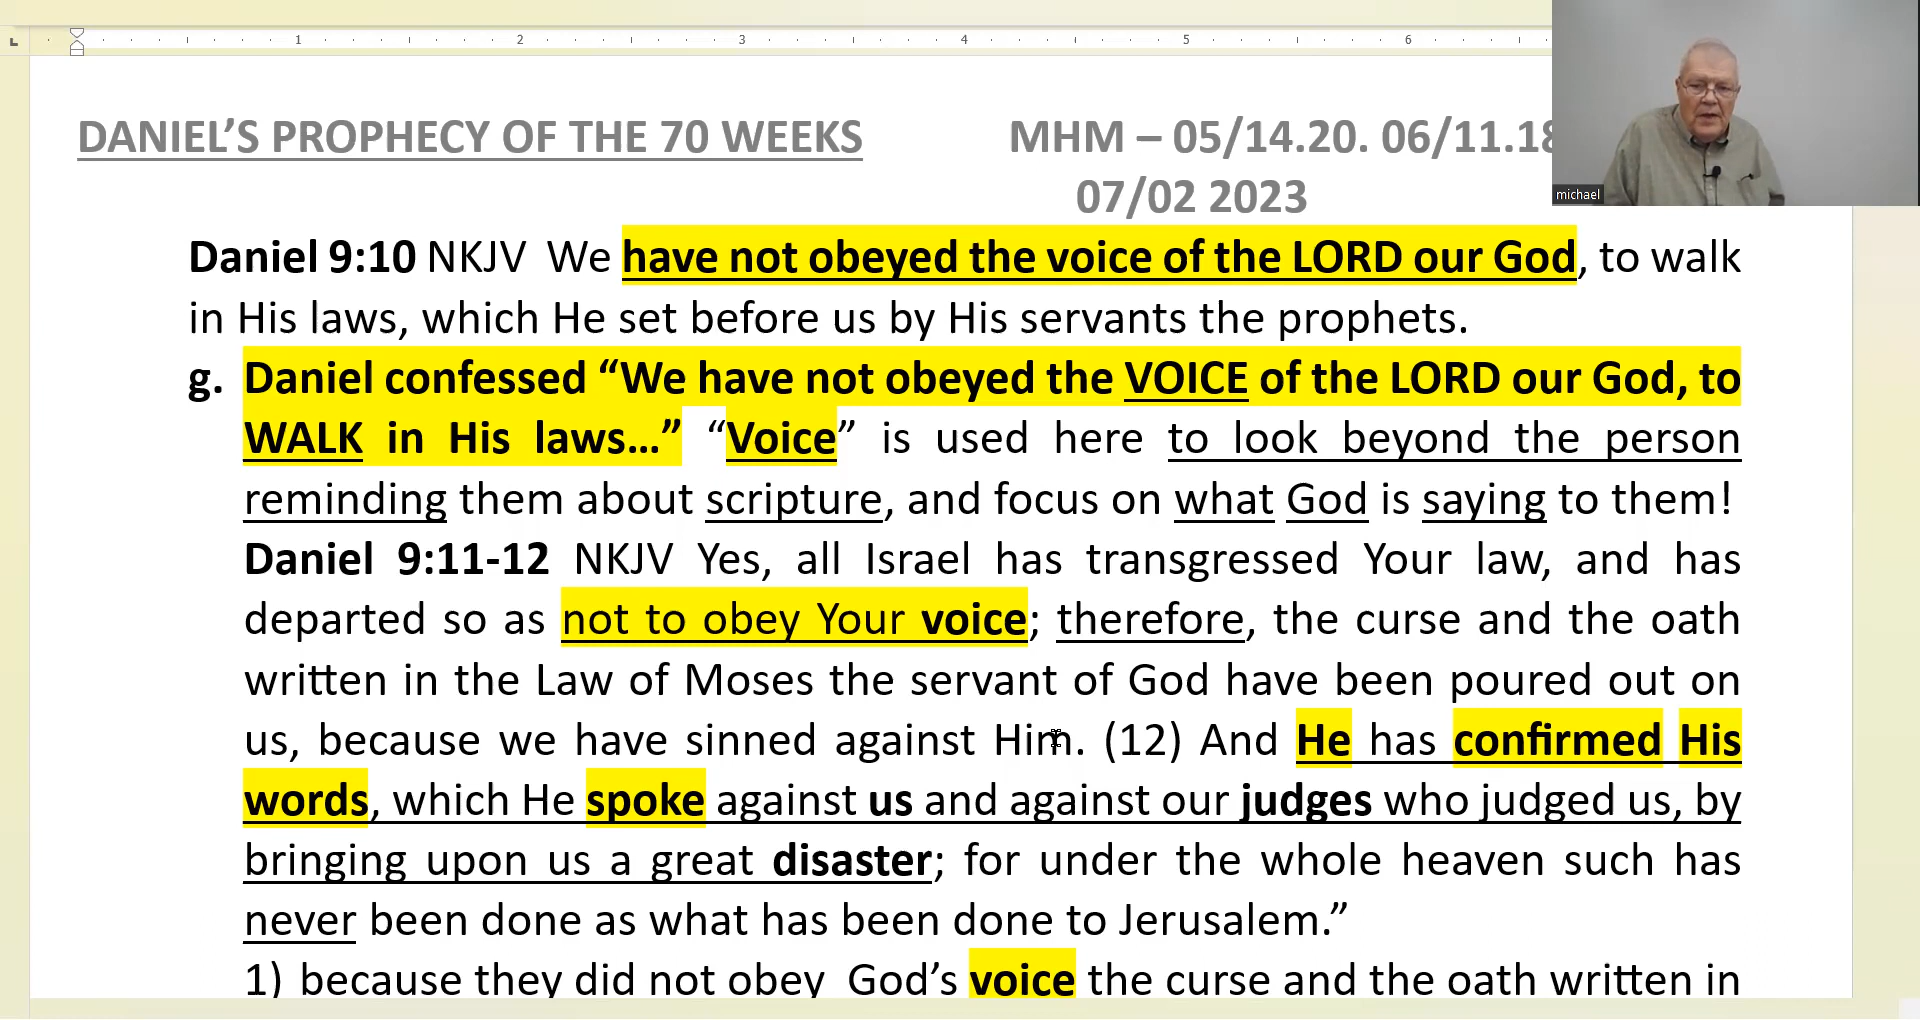 1 2 3 4 5 6
DANIEL’S PROPHECY OF THE 70 WEEKS MHM – 05/14.20. 06/11.18
07/02 2023
michael
Daniel 9:10 NKJV We have not obeyed the voice of the LORD our God, to walk
in His laws, which He set before us by His servants the prophets.
g. Daniel confessed “We have not obeyed the VOICE of the LORD our God, to
WALK in His laws…” “Voice” is used here to look beyond the person
reminding them about scripture, and focus on what God is saying to them!
Daniel 9:11-12 NKJV Yes, all Israel has transgressed Your law, and has
departed so as not to obey Your voice; therefore, the curse and the oath
written in the Law of Moses the servant of God have been poured out on
us, because we have sinned against Him. (12) And He has confirmed His
words, which He spoke against us and against our judges who judged us, by
bringing upon us a great disaster; for under the whole heaven such has
never been done as what has been done to Jerusalem.”
1) because they did not obey God’s voice the curse and the oath written in